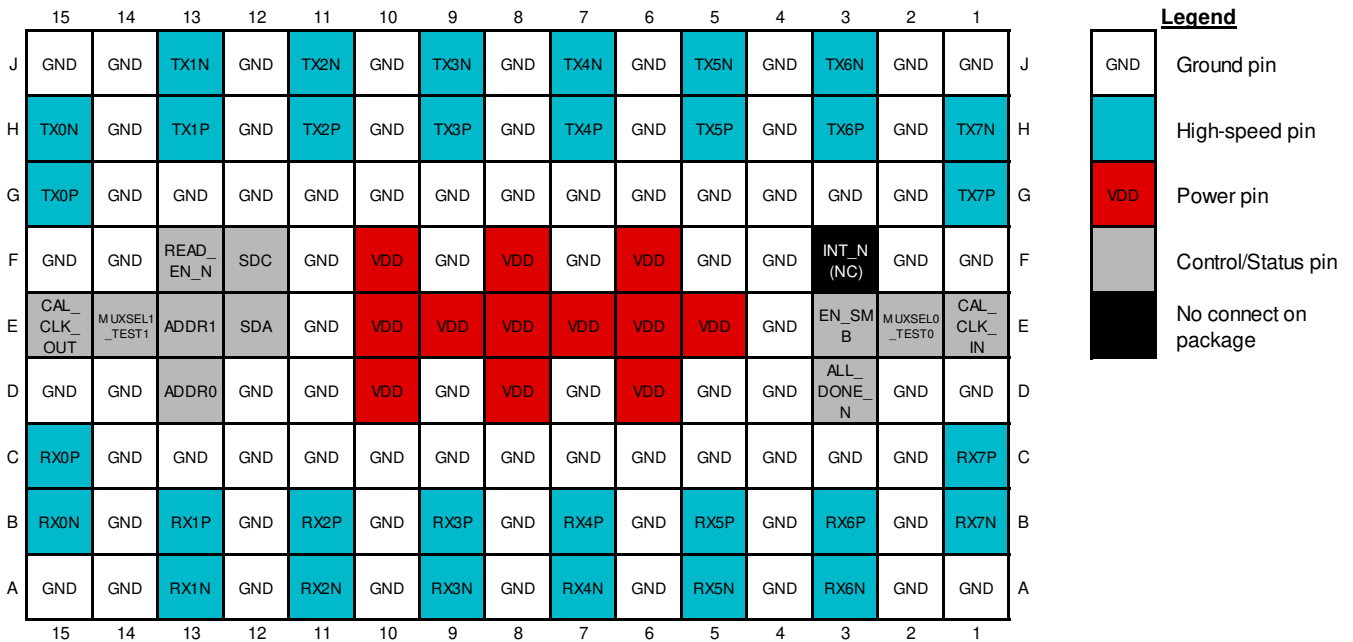 15 14 13 12 11 10 9 8 7 6 5 4 3 2 1
J GND GND TX1N GND TX2N GND TX3N GND TX4N GND TX5N GND TX6N GND GND J
H TX0N GND TX1P GND TX2P GND TX3P GND TX4P GND TX5P GND TX6P GND TX7N H
G TX0P GND GND GND GND GND GND GND GND GND GND GND GND GND TX7P G
F GND GND READ_ EN_N SDC GND VDD GND VDD GND VDD GND GND INT_N (NC) GND GND F
E CAL_ CLK_ OUT MUXSEL1 _TEST1 ADDR1 SDA GND VDD VDD VDD VDD VDD VDD GND EN_SM B MUXSEL0 _TEST0 CAL_ CLK_ IN E
D GND GND ADDR0 GND GND VDD GND VDD GND VDD GND GND ALL_ DONE_ N GND GND D
C RX0P GND GND GND GND GND GND GND GND GND GND GND GND GND RX7P C
B RX0N GND RX1P GND RX2P GND RX3P GND RX4P GND RX5P GND RX6P GND RX7N B
A GND GND RX1N GND RX2N GND RX3N GND RX4N GND RX5N GND RX6N GND GND A
15 14 13 12 11 10 9 8 7 6 5 4 3 2 1
Legend
GND Ground pin
High-speed pin
VDD Power pin
Control/Status pin
No connect on
package